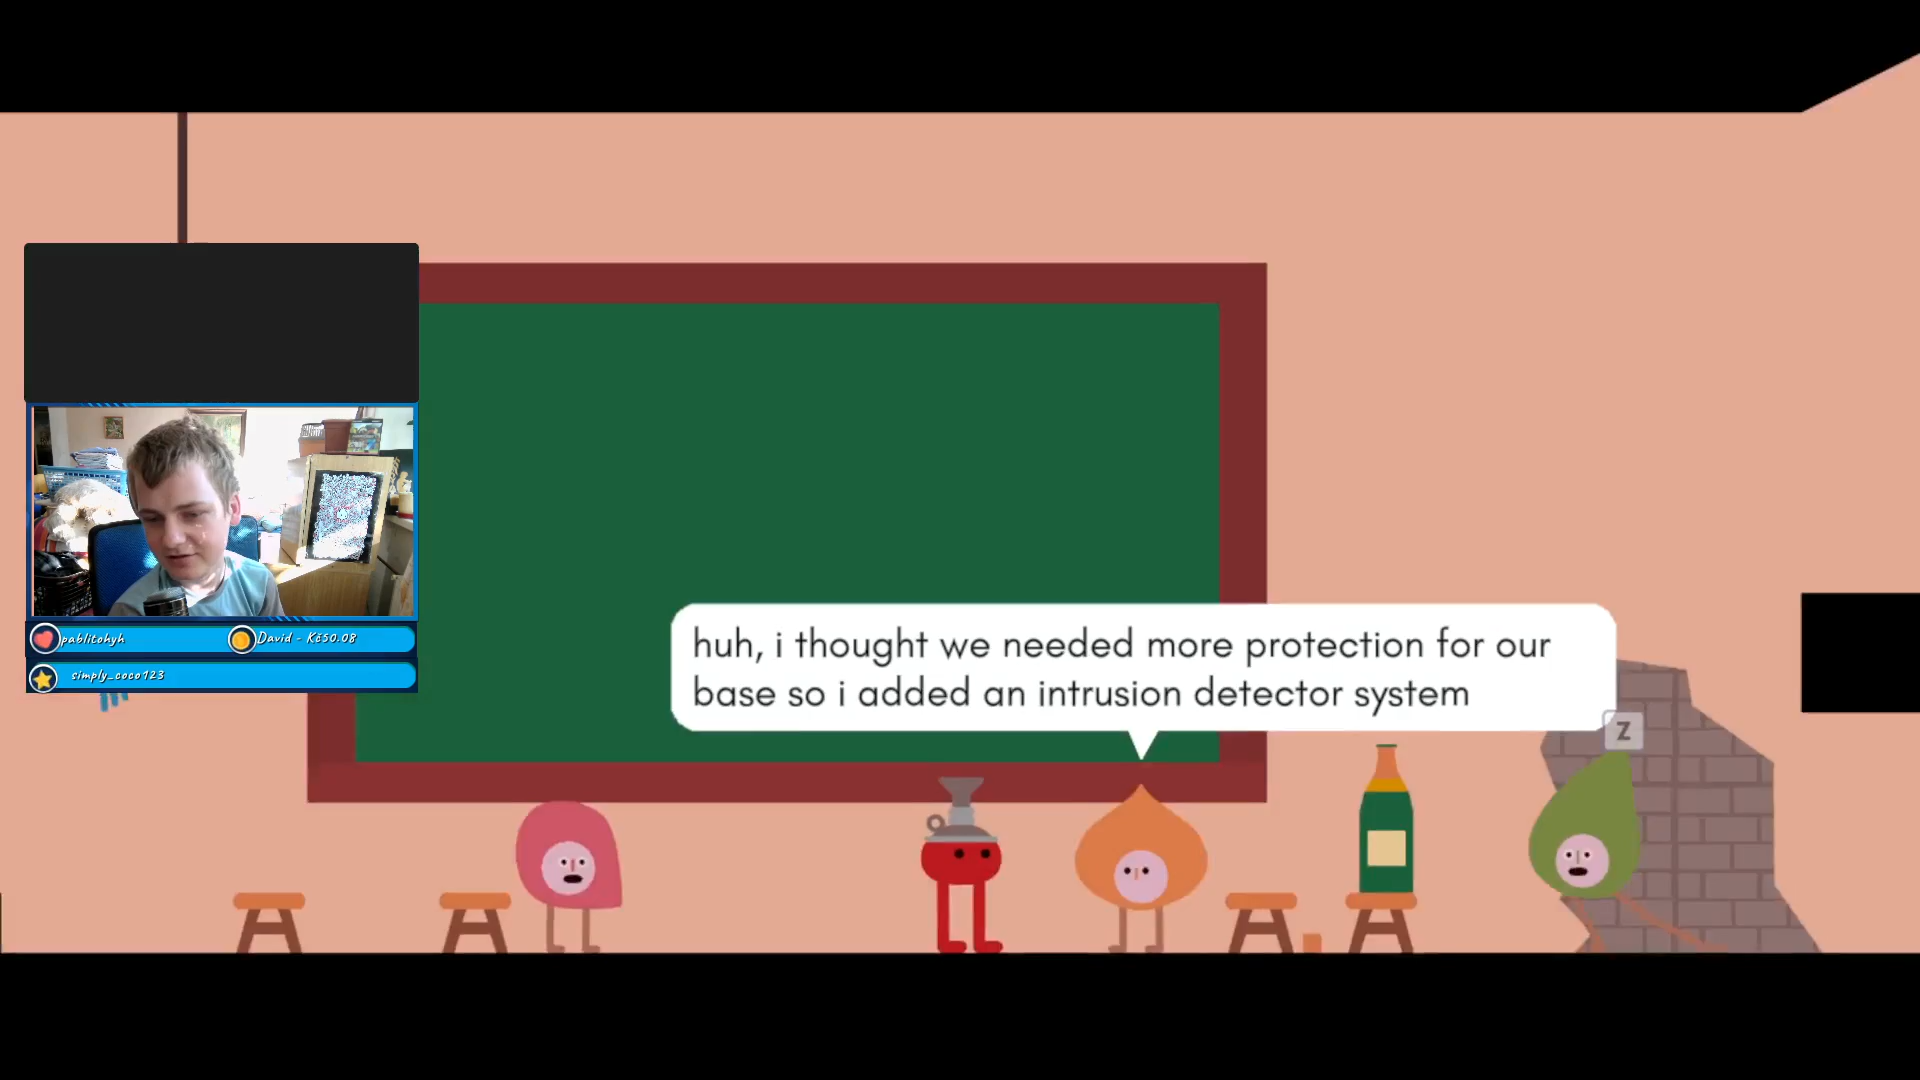 pablitohyh
David - Kč50.08
simply_coco123
huh, i thought we needed more protection for our
base so i added an intrusion detector system
Z